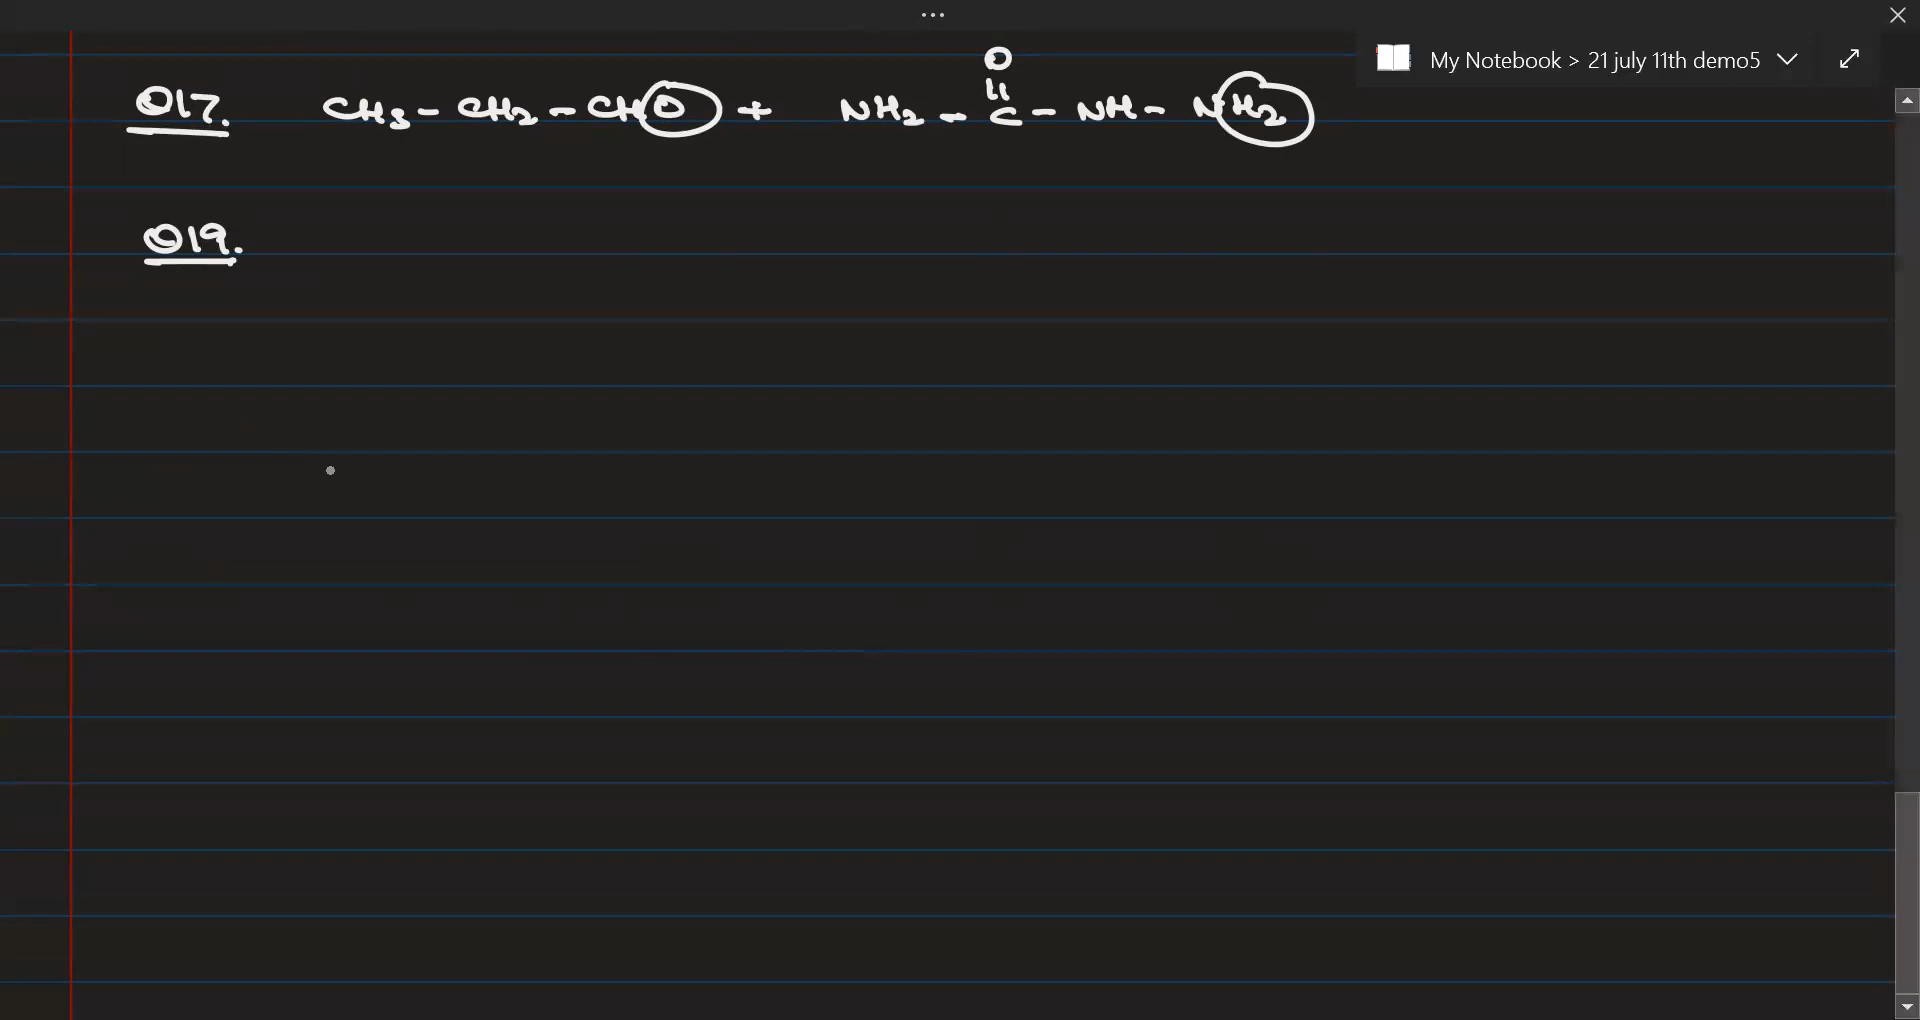 ...
My Notebook > 21 july 11th demo5
O
||
Q17. CH₃ – CH₂ – CHO + NH₂ – C – NH – NH₂
Q19.